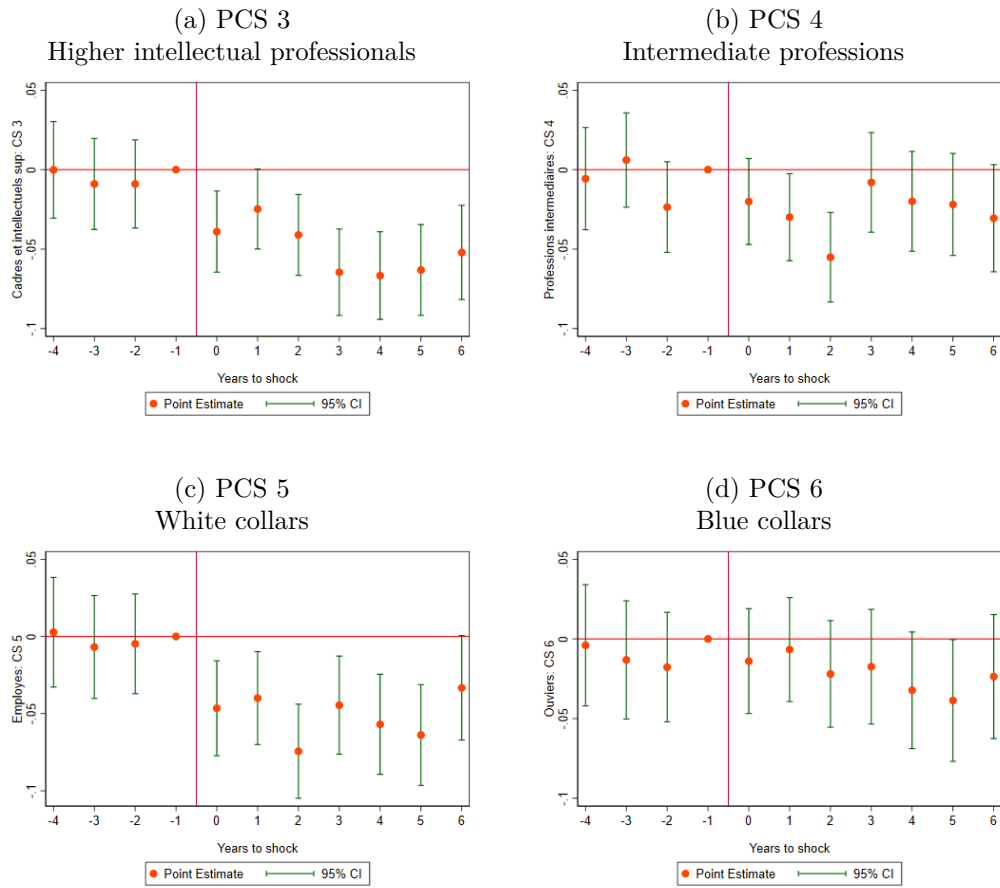 (a) PCS 3
Higher intellectual professionals
Cadres et intellectuels sup: CS 3
.05
0
-.05
-.1
-4 -3 -2 -1 0 1 2 3 4 5 6
Years to shock
Point Estimate 95% CI
(b) PCS 4
Intermediate professions
Professions intermediaires: CS 4
.05
0
-.05
-.1
-4 -3 -2 -1 0 1 2 3 4 5 6
Years to shock
Point Estimate 95% CI
(c) PCS 5
White collars
Employes: CS 5
.05
0
-.05
-.1
-4 -3 -2 -1 0 1 2 3 4 5 6
Years to shock
Point Estimate 95% CI
(d) PCS 6
Blue collars
Ouviers: CS 6
.05
0
-.05
-.1
-4 -3 -2 -1 0 1 2 3 4 5 6
Years to shock
Point Estimate 95% CI